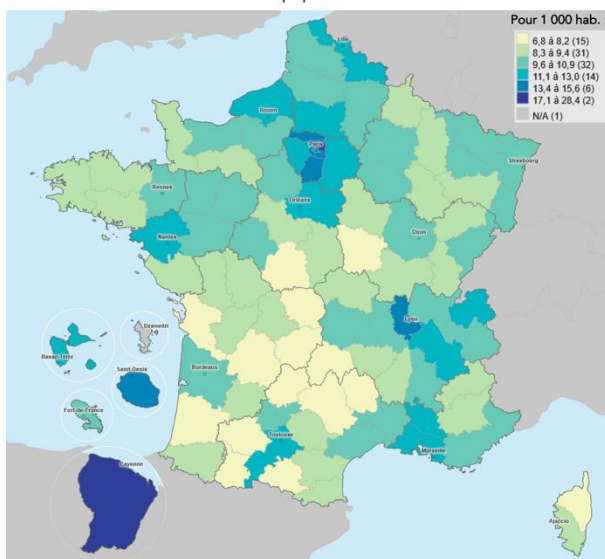 Pour 1 000 hab. :
6,8 à 8,2 (15)
8,3 à 9,4 (31)
9,6 à 10,9 (32)
11,1 à 13,0 (14)
13,4 à 15,6 (6)
17,1 à 28,4 (2)
N/A (1)
Lille
Rouen
Paris
Strasbourg
Rennes
Orléans
Nantes
Dijon
Dzaoudzi
Lyon
Basse-Terre
Saint-Denis
Bordeaux
Fort-de-France
Toulouse
Marseille
Cayenne
Ajaccio